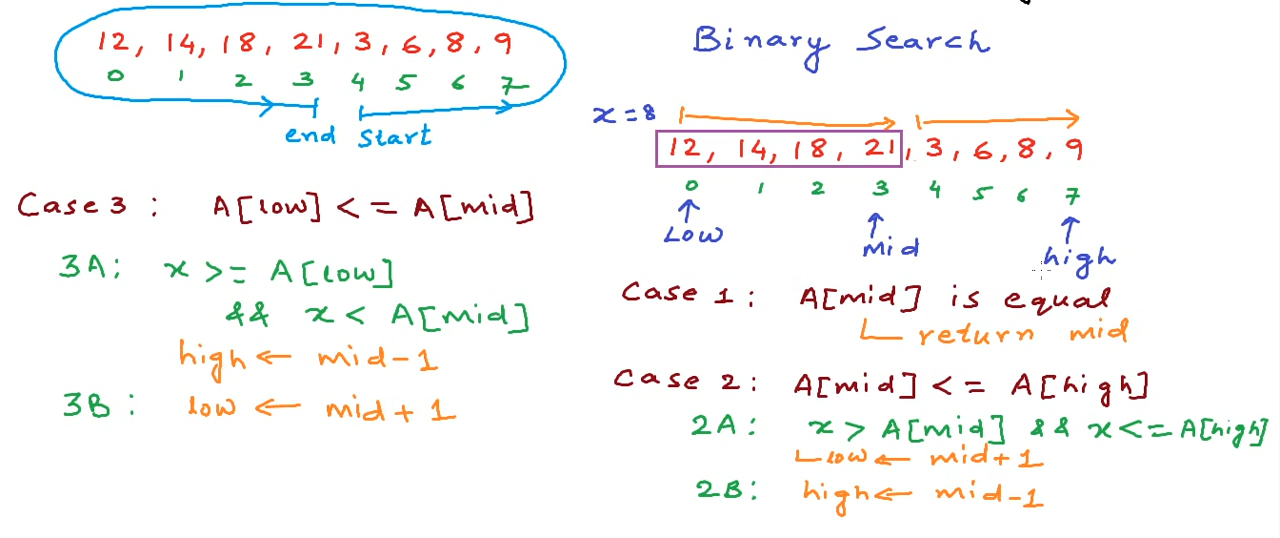 12, 14, 18, 21, 3, 6, 8, 9
0 1 2 3 4 5 6 7
end start
Case 3 : A[low] <= A[mid]
3A: x >= A[low]
&& x < A[mid]
high ← mid-1
3B : low ← mid+1
Binary Search
x=8
12, 14, 18, 21, 3, 6, 8, 9
0 1 2 3 4 5 6 7
Low Mid high
Case 1: A[mid] is equal
return mid
Case 2: A[mid] <= A[high]
2A: x > A[mid] && x <= A[high]
low ← mid+1
2B: high ← mid-1